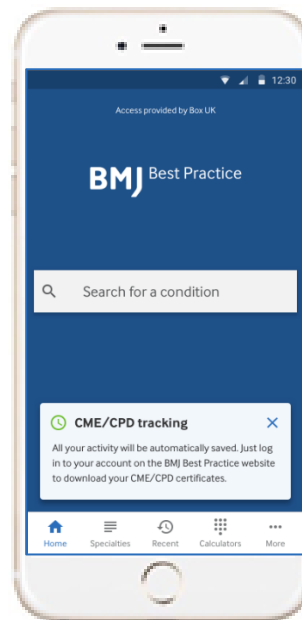 12:30
Access provided by Box UK
BMJ Best Practice
Search for a condition
CME/CPD tracking
All your activity will be automatically saved. Just log
in to your account on the BMJ Best Practice website
to download your CME/CPD certificates.
Home Specialties Recent Calculators More